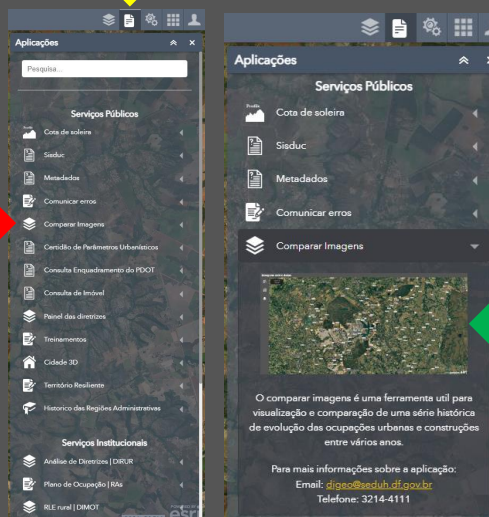 Aplicações
Pesquisa...
Serviços Públicos
Cota de soleira
Sisduc
Metadados
Comunicar erros
Comparar Imagens
Certidão de Parâmetros Urbanísticos
Consulta Enquadramento do PDOT
Consulta de Imóvel
Painel das diretrizes
Treinamentos
Cidade 3D
Território Resiliente
Historico das Regiões Administrativas
Serviços Institucionais
Análise de Diretrizes | DIRUR
Plano de Ocupação | RAs
RLE rural | DIMOT
esri
Aplicações
Serviços Públicos
Cota de soleira
Sisduc
Metadados
Comunicar erros
Comparar Imagens
O comparar imagens é uma ferramenta util para
visualização e comparação de uma série histórica
de evolução das ocupações urbanas e construções
entre vários anos.
Para mais informações sobre a aplicação:
Email: digeo@seduh.df.gov.br
Telefone: 3214-4111